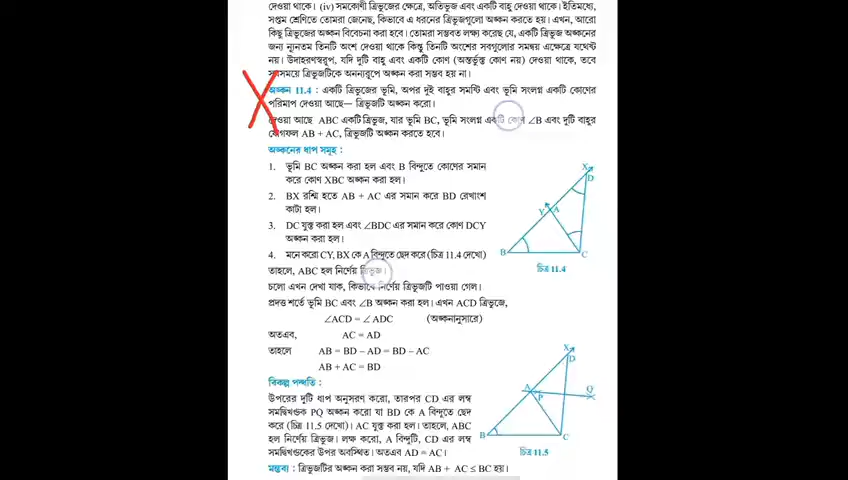 দেওয়া থাকে। (iv) সমকোণী ত্রিভুজের ক্ষেত্রে, অতিভূজ এবং একটি বাহু দেওয়া থাকে। ইতিমধ্যে,
সপ্তম শ্রেণিতে তোমরা জেনেছ, কিভাবে এ ধরনের ত্রিভুজগুলো অঙ্কন করতে হয়। এখন, আরো
কিছু ত্রিভুজের অঙ্কন বিবেচনা করা হবে। তোমরা সম্ভবত লক্ষ্য করেছ যে, একটি ত্রিভুজ অঙ্কনের
জন্য ন্যূনতম তিনটি অংশ দেওয়া থাকে কিন্তু তিনটি অংশের সবগুলোর সমন্বয় এক্ষেত্রে যথেষ্ট
নয়। উদাহরণস্বরূপ, যদি দুটি বাহু এবং একটি কোণ (অন্তর্ভুক্ত কোণ নয়) দেওয়া থাকে, তবে
সবসময়ে ত্রিভুজটিকে অনন্যরূপে অঙ্কন করা সম্ভব হয় না।
অঙ্কন 11.4 : একটি ত্রিভুজের ভূমি, অপর দুই বাহুর সমষ্টি এবং ভূমি সংলগ্ন একটি কোণের
পরিমাপ দেওয়া আছে— ত্রিভুজটি অঙ্কন করো।
দেওয়া আছে ABC একটি ত্রিভুজ, যার ভূমি BC, ভূমি সংলগ্ন একটি কোণ ∠B এবং দুটি বাহুর
যোগফল AB + AC, ত্রিভুজটি অঙ্কন করতে হবে।
অঙ্কনের ধাপ সমূহ :
1. ভূমি BC অঙ্কন করা হল এবং B বিন্দুতে কোণের সমান
করে কোণ XBC অঙ্কন করা হল।
2. BX রশ্মি হতে AB + AC এর সমান করে BD রেখাংশ
কাটা হল।
3. DC যুক্ত করা হল এবং ∠BDC এর সমান করে কোণ DCY
অঙ্কন করা হল।
4. মনে করো CY, BX কে A বিন্দুতে ছেদ করে (চিত্র 11.4 দেখো)
তাহলে, ABC হল নির্ণেয় ত্রিভুজ।
X
D
Y
A
B
C
চিত্র 11.4
চলো এখন দেখা যাক, কিভাবে নির্ণেয় ত্রিভুজটি পাওয়া গেল।
প্রদত্ত শর্তে ভূমি BC এবং ∠B অঙ্কন করা হল। এখন ACD ত্রিভুজে,
∠ACD = ∠ ADC (অঙ্কনানুসারে)
অতএব, AC = AD
তাহলে AB = BD – AD = BD – AC
AB + AC = BD
বিকল্প পদ্ধতি :
উপরের দুটি ধাপ অনুসরণ করো, তারপর CD এর লম্ব
সমদ্বিখণ্ডক PQ অঙ্কন করো যা BD কে A বিন্দুতে ছেদ
করে (চিত্র 11.5 দেখো)। AC যুক্ত করা হল। তাহলে, ABC
হল নির্ণেয় ত্রিভুজ। লক্ষ করো, A বিন্দুটি, CD এর লম্ব
সমদ্বিখণ্ডকের উপর অবস্থিত। অতএব AD = AC।
X
D
A
P
Q
B
C
চিত্র 11.5
মন্তব্য : ত্রিভুজটির অঙ্কন করা সম্ভব নয়, যদি AB + AC ≤ BC হয়।